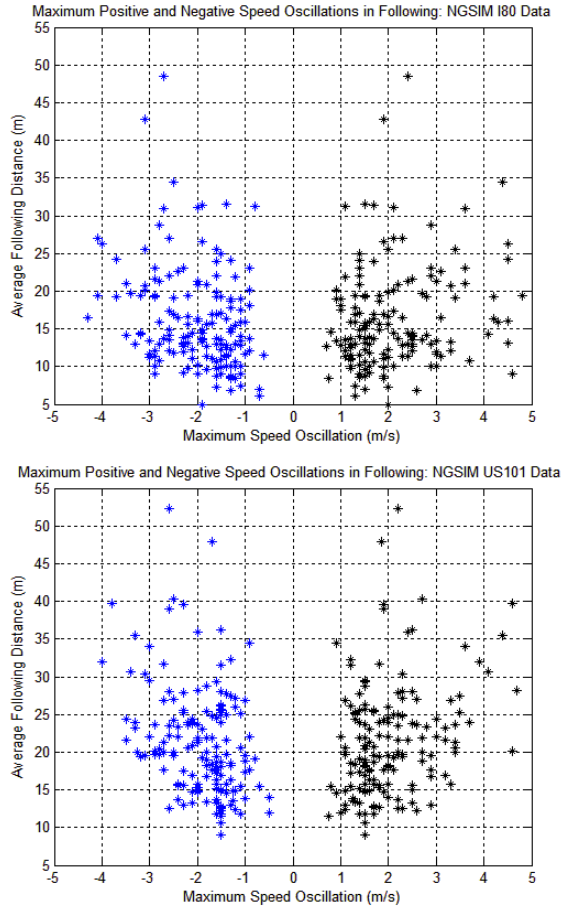 Maximum Positive and Negative Speed Oscillations in Following: NGSIM I80 Data
55
50
45
40
35
30
25
20
15
10
5
Average Following Distance (m)
-5 -4 -3 -2 -1 0 1 2 3 4 5
Maximum Speed Oscillation (m/s)
Maximum Positive and Negative Speed Oscillations in Following: NGSIM US101 Data
55
50
45
40
35
30
25
20
15
10
5
Average Following Distance (m)
-5 -4 -3 -2 -1 0 1 2 3 4 5
Maximum Speed Oscillation (m/s)